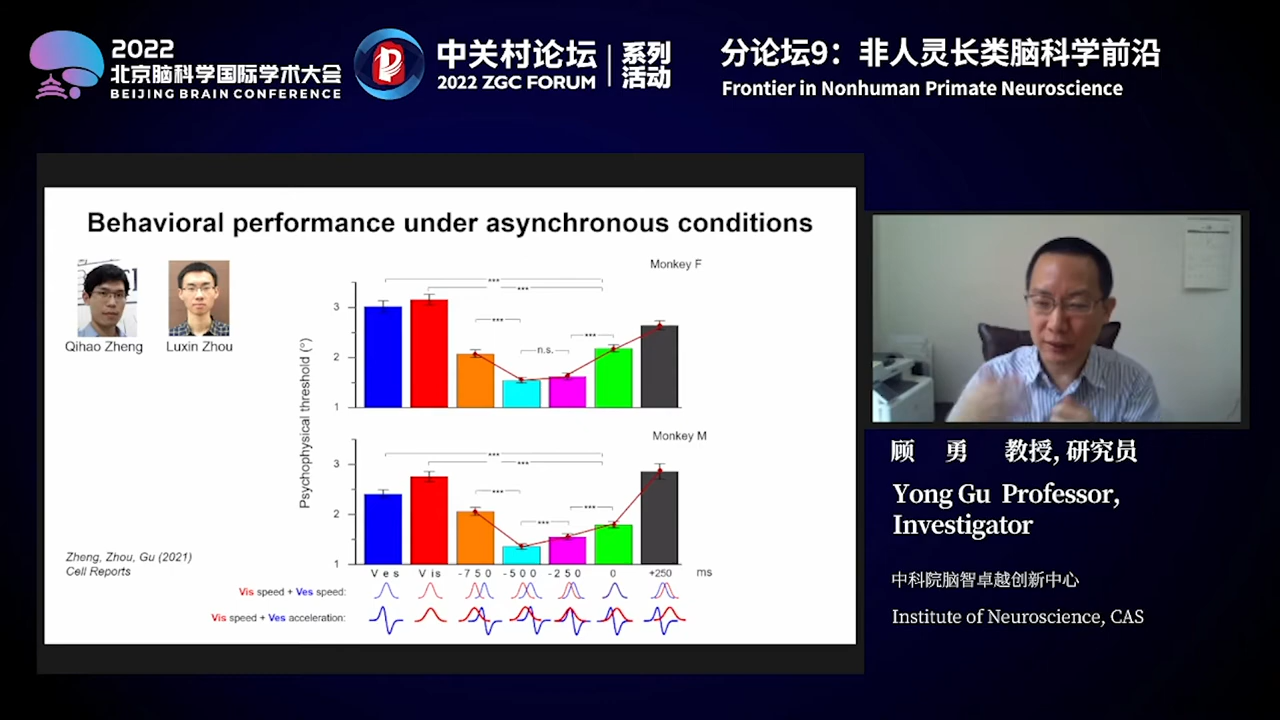 2022
北京脑科学国际学术大会
BEIJING BRAIN CONFERENCE
中关村论坛
2022 ZGC FORUM
系列
活动
分论坛9：非人灵长类脑科学前沿
Frontier in Nonhuman Primate Neuroscience
Behavioral performance under asynchronous conditions
Qihao Zheng
Luxin Zhou
Monkey F
***
***
***
***
n.s.
3
2
1
Psychophysical threshold (°)
Monkey M
***
***
***
***
***
3
2
1
Ves Vis -750 -500 -250 0 +250 ms
Vis speed + Ves speed:
Vis speed + Ves acceleration:
Zheng, Zhou, Gu (2021)
Cell Reports
顾 勇 教授, 研究员
Yong Gu Professor,
Investigator
中科院脑智卓越创新中心
Institute of Neuroscience, CAS